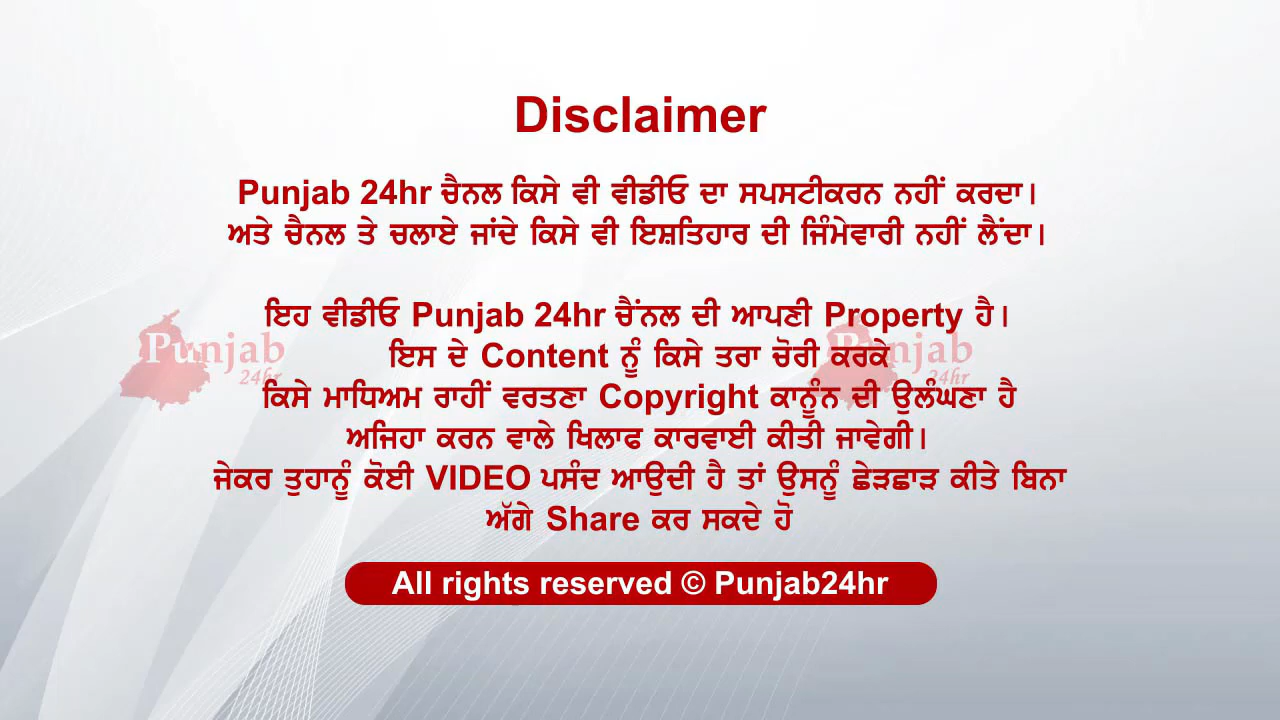 Disclaimer
Punjab 24hr ਚੈਨਲ ਕਿਸੇ ਵੀ ਵੀਡੀਓ ਦਾ ਸਪਸਟੀਕਰਨ ਨਹੀਂ ਕਰਦਾ।
ਅਤੇ ਚੈਨਲ ਤੇ ਚਲਾਏ ਜਾਂਦੇ ਕਿਸੇ ਵੀ ਇਸ਼ਤਿਹਾਰ ਦੀ ਜਿੰਮੇਵਾਰੀ ਨਹੀਂ ਲੈਂਦਾ।
ਇਹ ਵੀਡੀਓ Punjab 24hr ਚੈਂਨਲ ਦੀ ਆਪਣੀ Property ਹੈ।
ਇਸ ਦੇ Content ਨੂੰ ਕਿਸੇ ਤਰਾ ਚੋਰੀ ਕਰਕੇ
ਕਿਸੇ ਮਾਧਿਅਮ ਰਾਹੀਂ ਵਰਤਣਾ Copyright ਕਾਨੂੰਨ ਦੀ ਉਲੰਘਣਾ ਹੈ
ਅਜਿਹਾ ਕਰਨ ਵਾਲੇ ਖਿਲਾਫ ਕਾਰਵਾਈ ਕੀਤੀ ਜਾਵੇਗੀ।
ਜੇਕਰ ਤੁਹਾਨੂੰ ਕੋਈ VIDEO ਪਸੰਦ ਆਉਦੀ ਹੈ ਤਾਂ ਉਸਨੂੰ ਛੇੜਛਾੜ ਕੀਤੇ ਬਿਨਾ
ਅੱਗੇ Share ਕਰ ਸਕਦੇ ਹੋ
All rights reserved © Punjab24hr
Punjab
24hr
Punjab
24hr